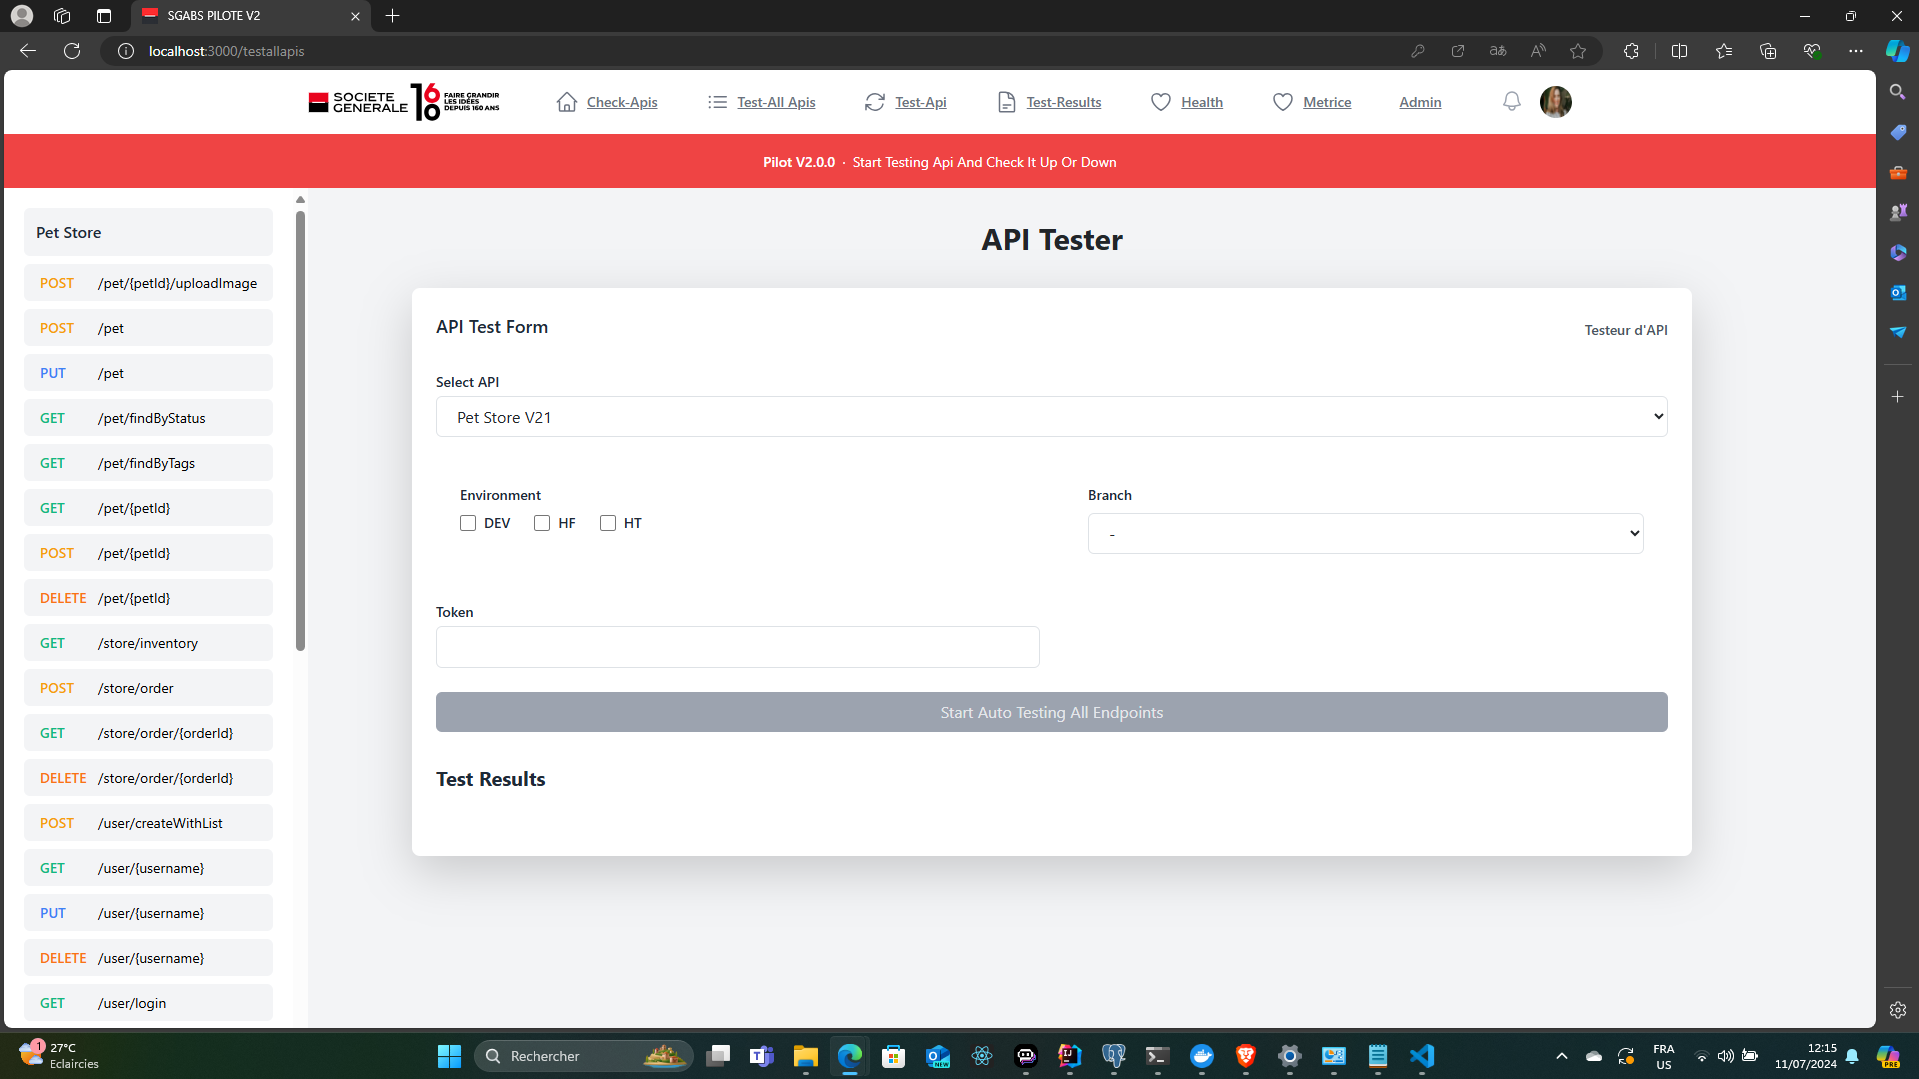 SGABS PILOTE V2
localhost:3000/testallapis
SOCIETE GENERALE
160
FAIRE GRANDIR
LES IDÉES
DEPUIS 160 ANS
Check-Apis
Test-All Apis
Test-Api
Test-Results
Health
Metrice
Admin
Pilot V2.0.0 · Start Testing Api And Check It Up Or Down
Pet Store
POST /pet/{petId}/uploadImage
POST /pet
PUT /pet
GET /pet/findByStatus
GET /pet/findByTags
GET /pet/{petId}
POST /pet/{petId}
DELETE /pet/{petId}
GET /store/inventory
POST /store/order
GET /store/order/{orderId}
DELETE /store/order/{orderId}
POST /user/createWithList
GET /user/{username}
PUT /user/{username}
DELETE /user/{username}
GET /user/login
API Tester
API Test Form
Testeur d'API
Select API
Pet Store V21
Environment
DEV
HF
HT
Branch
-
Token
Start Auto Testing All Endpoints
Test Results
1
27°C
Eclaircies
Rechercher
NEW
FRA
US
12:15
11/07/2024
PRE